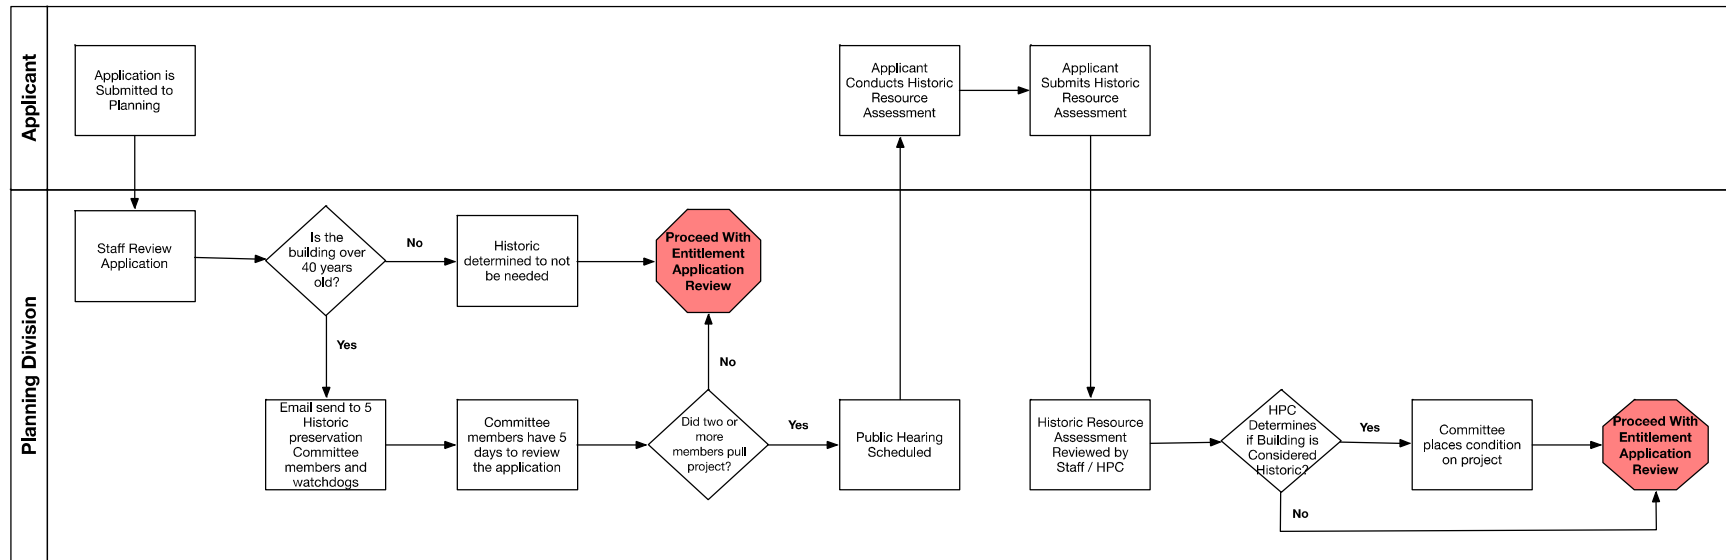 Applicant
Application is
Submitted to
Planning
Applicant
Conducts Historic
Resource
Assessment
Applicant
Submits Historic
Resource
Assessment
Planning Division
Staff Review
Application
Is the
building over
40 years
old?
No
Historic
determined to not
be needed
Proceed With
Entitlement
Application
Review
Yes
No
Email send to 5
Historic
preservation
Committee
members and
watchdogs
Committee
members have 5
days to review
the application
Did two or
more
members pull
project?
Yes
Public Hearing
Scheduled
Historic Resource
Assessment
Reviewed by
Staff / HPC
HPC
Determines
if Building is
Considered
Historic?
Yes
Committee
places condition
on project
Proceed With
Entitlement
Application
Review
No